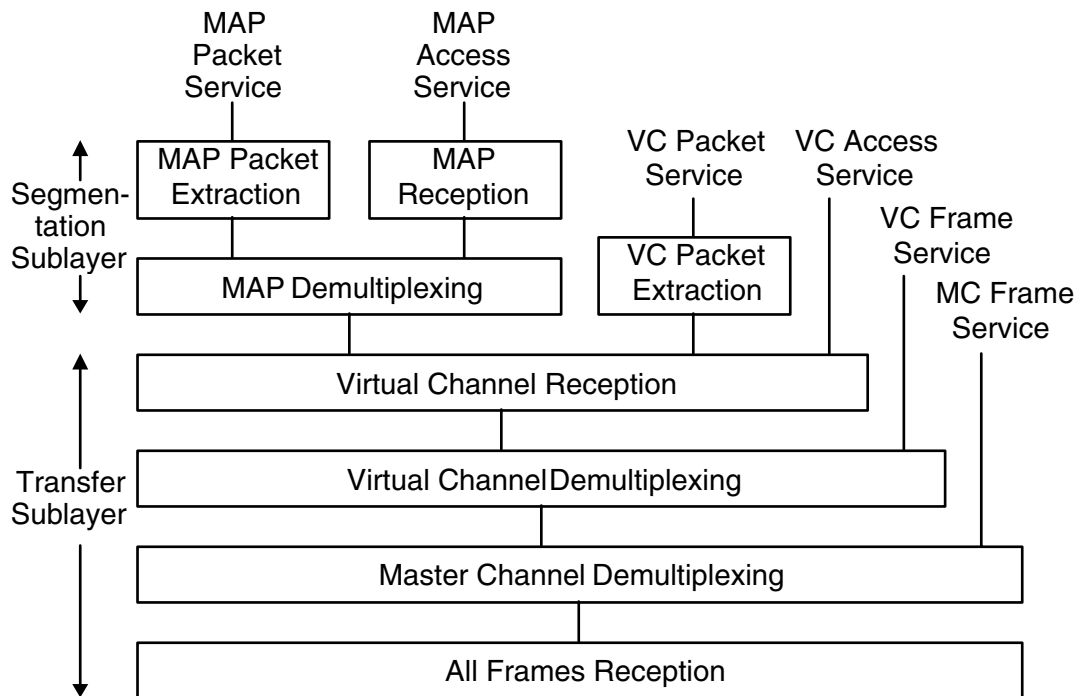 MAP
Packet
Service
MAP
Access
Service
VC Packet
Service
VC Access
Service
VC Frame
Service
MC Frame
Service
Segmen-
tation
Sublayer
MAP Packet
Extraction
MAP
Reception
VC Packet
Extraction
MAP Demultiplexing
Transfer
Sublayer
Virtual Channel Reception
Virtual Channel Demultiplexing
Master Channel Demultiplexing
All Frames Reception